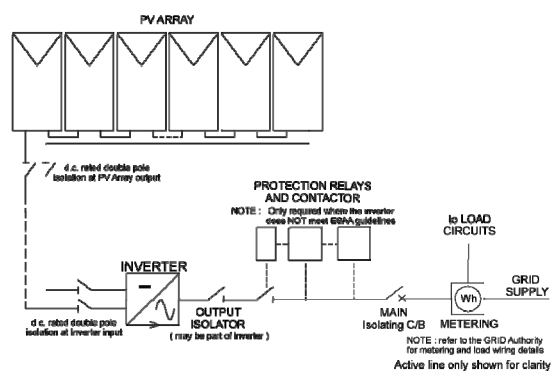 PV ARRAY
d.c. rated double pole
isolation at PV Array output
PROTECTION RELAYS
AND CONTACTOR
NOTE : Only required where the inverter
does NOT meet ESAA guidelines
to LOAD
CIRCUITS
INVERTER
GRID
SUPPLY
Wh
OUTPUT
ISOLATOR
( may be part of inverter )
MAIN
Isolating C/B
METERING
d.c. rated double pole
isolation at inverter input
NOTE : refer to the GRID Authority
for metering and load wiring details
Active line only shown for clarity